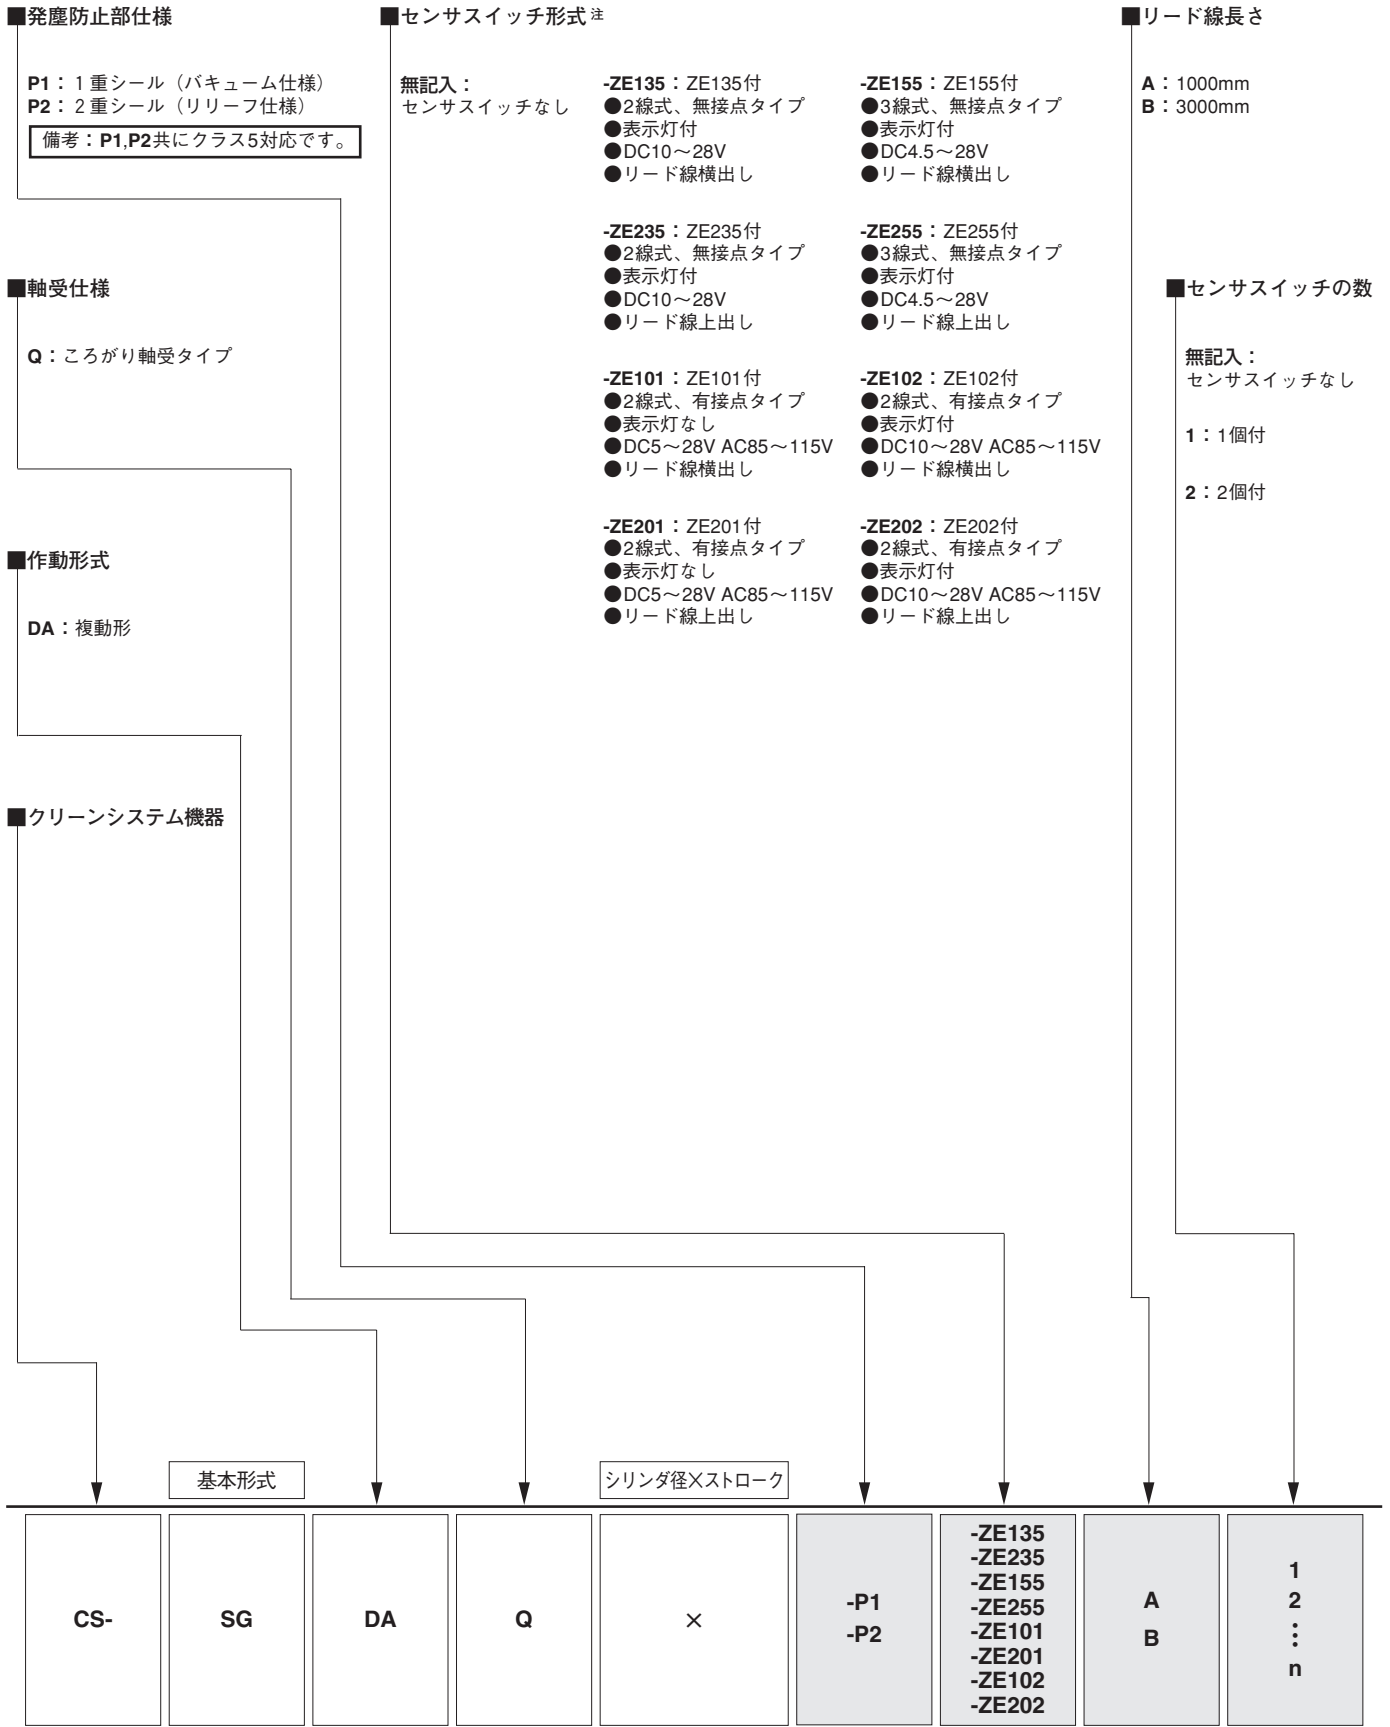 ■発塵防止部仕様
P1：1重シール（バキューム仕様）
P2：2重シール（リリーフ仕様）
備考：P1,P2共にクラス5対応です。
■軸受仕様
Q：ころがり軸受タイプ
■作動形式
DA：複動形
■クリーンシステム機器
■センサスイッチ形式 注
無記入：
センサスイッチなし
-ZE135：ZE135付
●2線式、無接点タイプ
●表示灯付
●DC10～28V
●リード線横出し
-ZE155：ZE155付
●3線式、無接点タイプ
●表示灯付
●DC4.5～28V
●リード線横出し
-ZE235：ZE235付
●2線式、無接点タイプ
●表示灯付
●DC10～28V
●リード線上出し
-ZE255：ZE255付
●3線式、無接点タイプ
●表示灯付
●DC4.5～28V
●リード線上出し
-ZE101：ZE101付
●2線式、有接点タイプ
●表示灯なし
●DC5～28V AC85～115V
●リード線横出し
-ZE102：ZE102付
●2線式、有接点タイプ
●表示灯付
●DC10～28V AC85～115V
●リード線横出し
-ZE201：ZE201付
●2線式、有接点タイプ
●表示灯なし
●DC5～28V AC85～115V
●リード線上出し
-ZE202：ZE202付
●2線式、有接点タイプ
●表示灯付
●DC10～28V AC85～115V
●リード線上出し
■リード線長さ
A：1000mm
B：3000mm
■センサスイッチの数
無記入：
センサスイッチなし
1：1個付
2：2個付
基本形式
シリンダ径×ストローク
CS-
SG
DA
Q
×
-P1
-P2
-ZE135
-ZE235
-ZE155
-ZE255
-ZE101
-ZE201
-ZE102
-ZE202
A
B
1
2
⋮
n